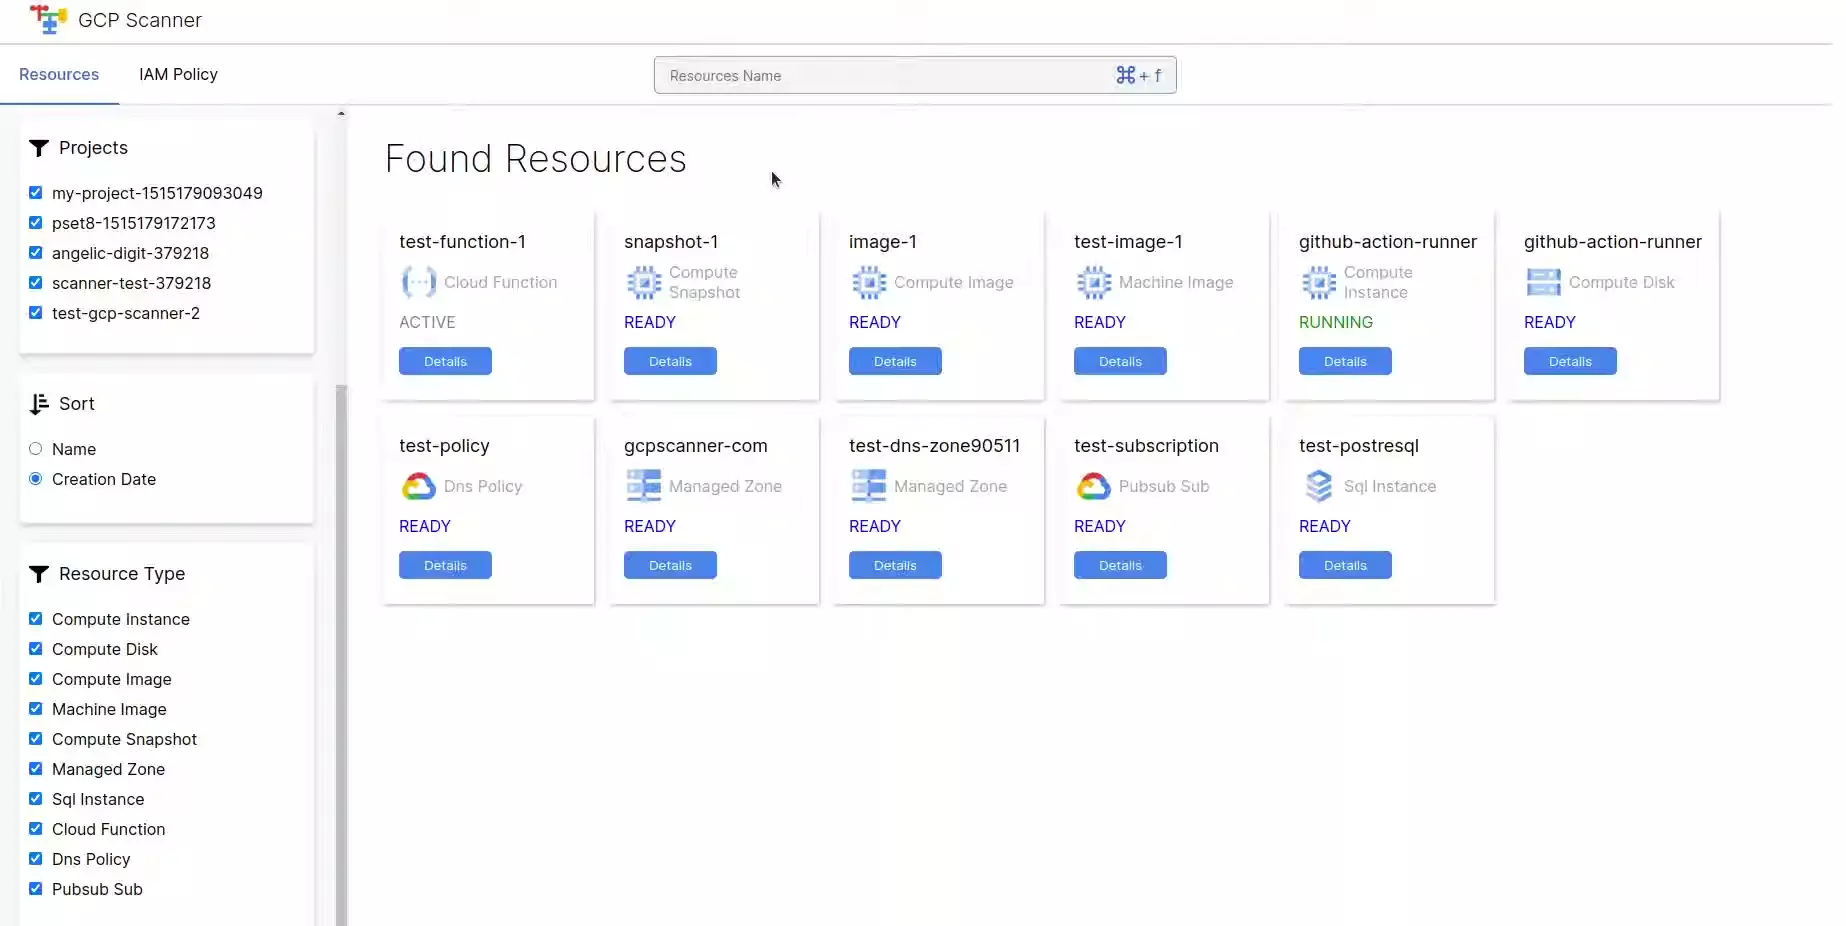 GCP Scanner
Resources
IAM Policy
Resources Name
⌘ + f
Projects
my-project-1515179093049
pset8-1515179172173
angelic-digit-379218
scanner-test-379218
test-gcp-scanner-2
Sort
Name
Creation Date
Resource Type
Compute Instance
Compute Disk
Compute Image
Machine Image
Compute Snapshot
Managed Zone
Sql Instance
Cloud Function
Dns Policy
Pubsub Sub
Found Resources
test-function-1
Cloud Function
ACTIVE
Details
snapshot-1
Compute
Snapshot
READY
Details
image-1
Compute Image
READY
Details
test-image-1
Machine Image
READY
Details
github-action-runner
Compute
Instance
RUNNING
Details
github-action-runner
Compute Disk
READY
Details
test-policy
Dns Policy
READY
Details
gcpscanner-com
Managed Zone
READY
Details
test-dns-zone90511
Managed Zone
READY
Details
test-subscription
Pubsub Sub
READY
Details
test-postresql
Sql Instance
READY
Details